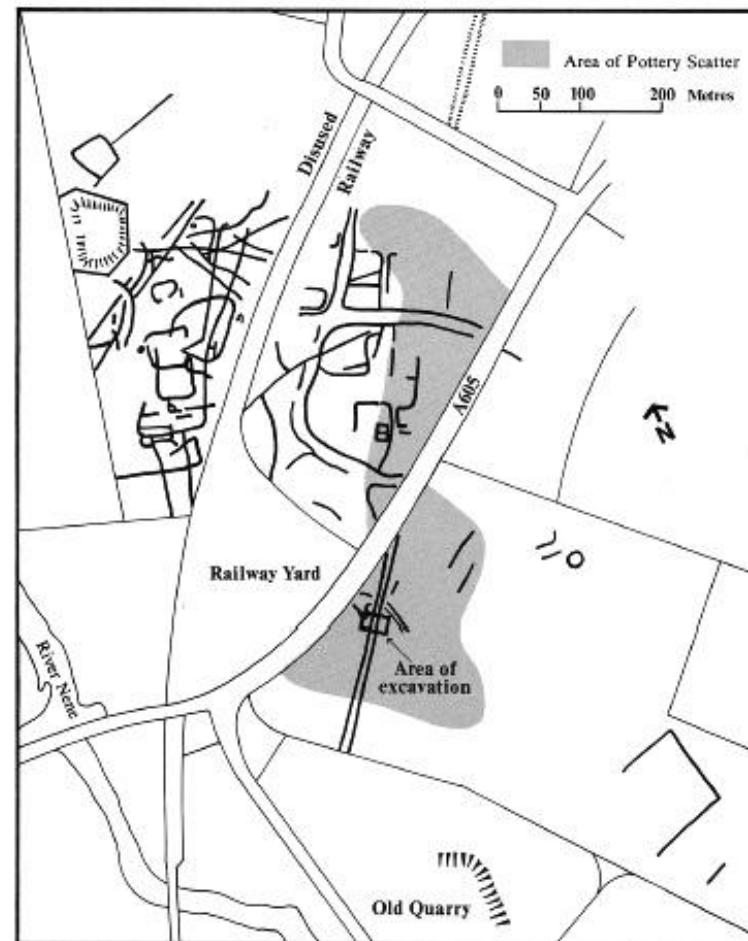 Area of Pottery Scatter
0 50 100 200 Metres
Disused
Railway
A605
N
Railway Yard
River Nene
Area of
excavation
Old Quarry